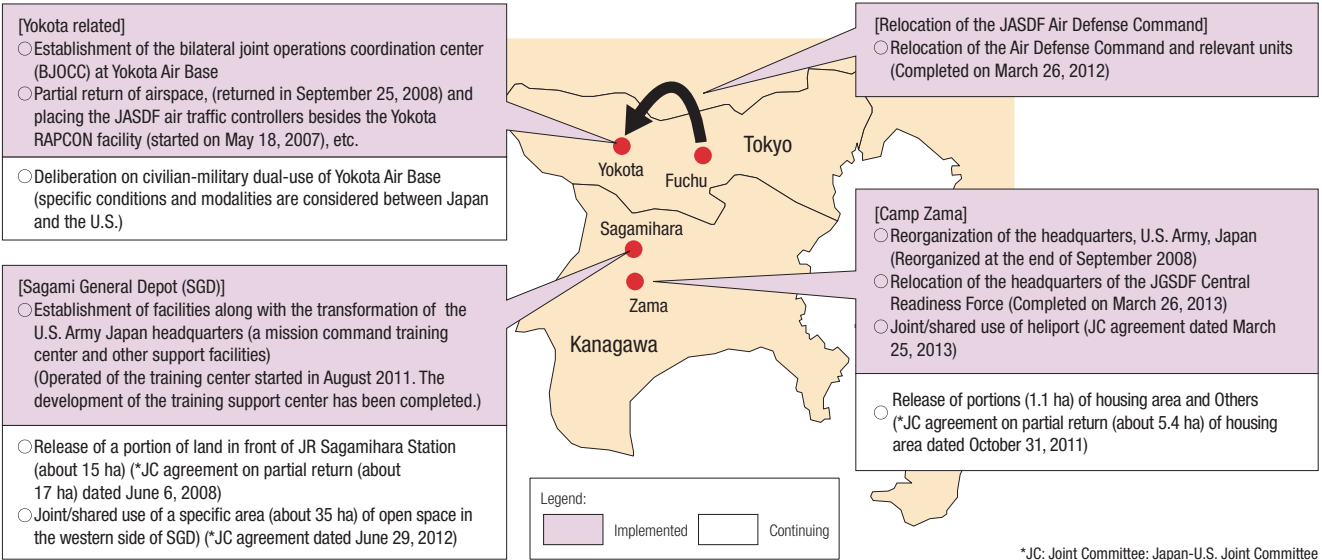 [Yokota related]
○Establishment of the bilateral joint operations coordination center
(BJOCC) at Yokota Air Base
○Partial return of airspace, (returned in September 25, 2008) and
placing the JASDF air traffic controllers besides the Yokota
RAPCON facility (started on May 18, 2007), etc.
○Deliberation on civilian-military dual-use of Yokota Air Base
(specific conditions and modalities are considered between Japan
and the U.S.)
[Relocation of the JASDF Air Defense Command]
○Relocation of the Air Defense Command and relevant units
(Completed on March 26, 2012)
Tokyo
Yokota
Fuchu
Sagamihara
Zama
Kanagawa
[Sagami General Depot (SGD)]
○Establishment of facilities along with the transformation of the
U.S. Army Japan headquarters (a mission command training
center and other support facilities)
(Operated of the training center started in August 2011. The
development of the training support center has been completed.)
○Release of a portion of land in front of JR Sagamihara Station
(about 15 ha) (*JC agreement on partial return (about
17 ha) dated June 6, 2008)
○Joint/shared use of a specific area (about 35 ha) of open space in
the western side of SGD) (*JC agreement dated June 29, 2012)
[Camp Zama]
○Reorganization of the headquarters, U.S. Army, Japan
(Reorganized at the end of September 2008)
○Relocation of the headquarters of the JGSDF Central
Readiness Force (Completed on March 26, 2013)
○Joint/shared use of heliport (JC agreement dated March
25, 2013)
○Release of portions (1.1 ha) of housing area and Others
(*JC agreement on partial return (about 5.4 ha) of housing
area dated October 31, 2011)
Legend:
Implemented
Continuing
*JC: Joint Committee: Japan-U.S. Joint Committee